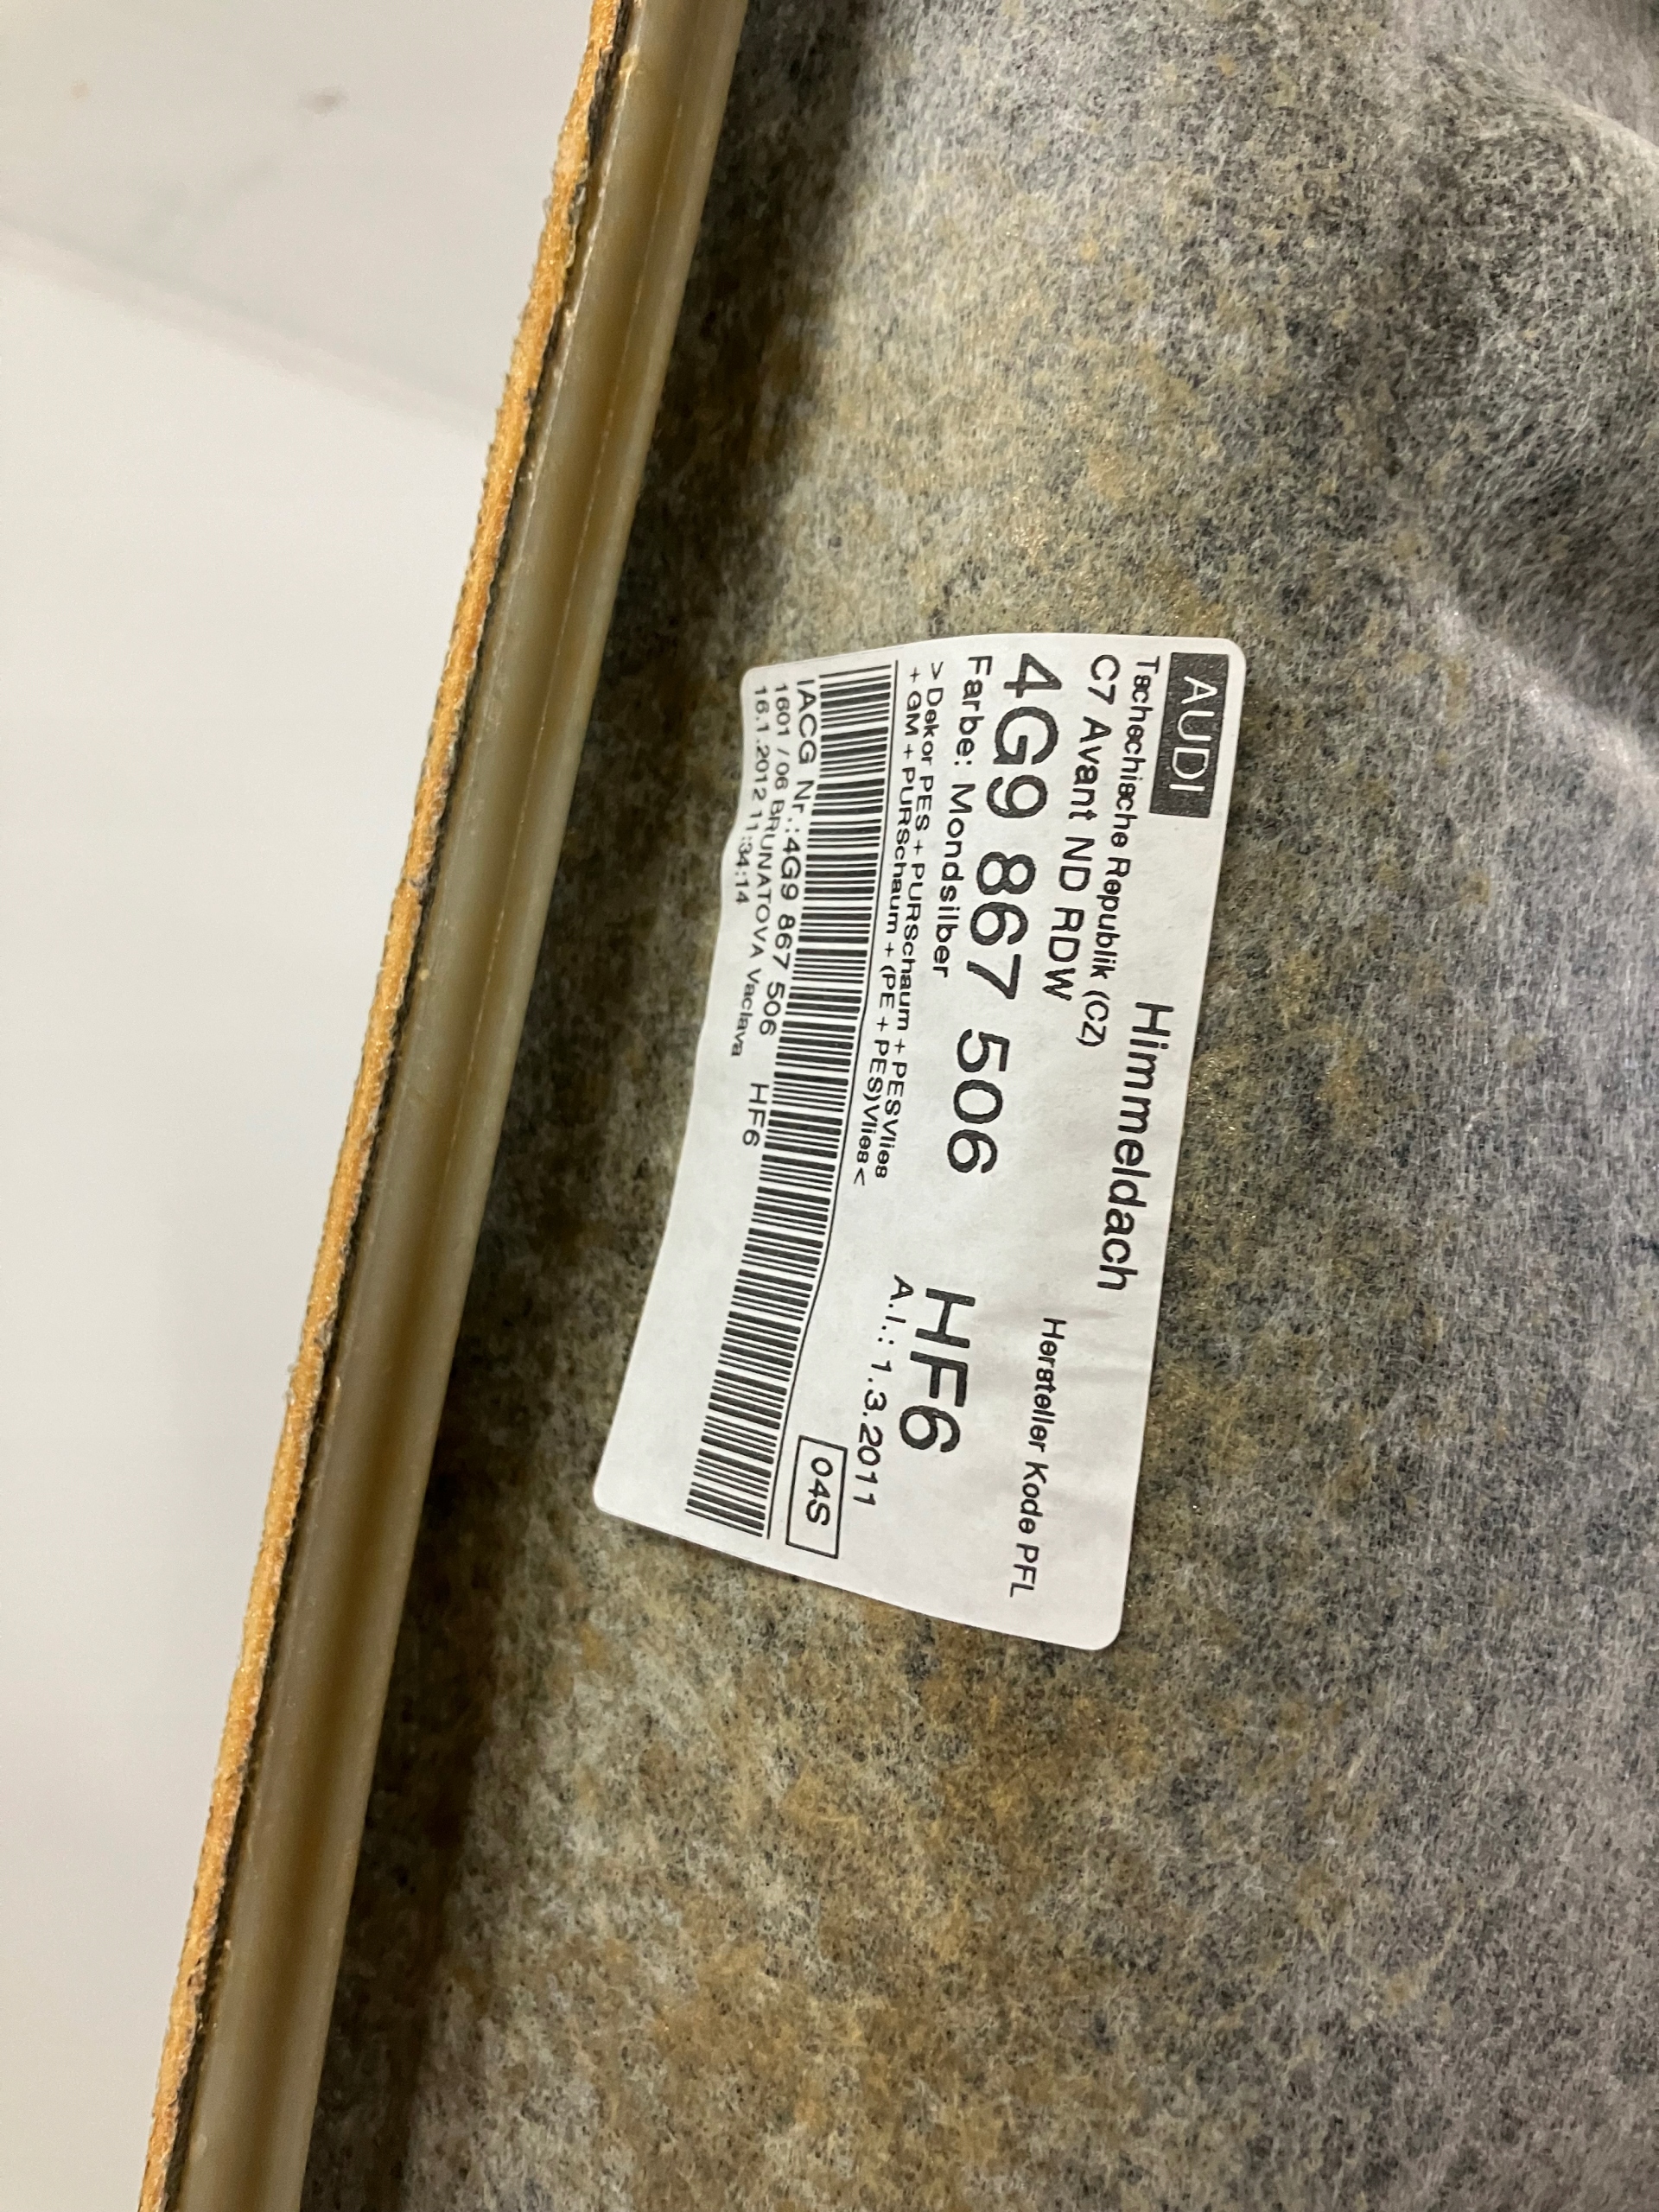 AUDI
Himmeldach
Tschechische Republik (CZ)
Hersteller Kode PFL
C7 Avant ND RDW
4G9 867 506 HF6
Farbe: Mondsilber
A.I.: 1.3.2011
> Dekor PES + PURSchaum + PESVlies
+ GM + PURSchaum + (PE + PES)Vlies <
04S
IACG Nr.:4G9 867 506 HF6
1601 / 06 BRUNATOVA Vaclava
16.1.2012 11:34:14